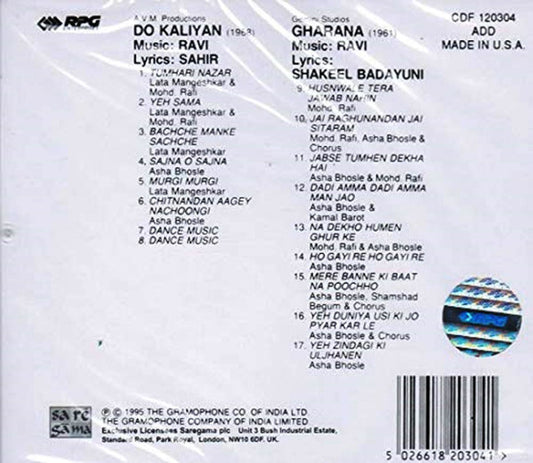 RPG
A.V.M. Productions
DO KALIYAN (1968)
Music: RAVI
Lyrics: SAHIR
1. TUMHARI NAZAR
Lata Mangeshkar &
Mohd. Rafi
2. YEH SAMA
Lata Mangeshkar &
Mohd. Rafi
3. BACHCHE MANKE
SACHCHE
Lata Mangeshkar
4. SAJNA O SAJNA
Asha Bhosle
5. MURGI MURGI
Lata Mangeshkar
6. CHITNANDAN AAGEY
NACHOONGI
Asha Bhosle
7. DANCE MUSIC
8. DANCE MUSIC
Gemini Studios
GHARANA (1961)
Music: RAVI
Lyrics:
SHAKEEL BADAYUNI
9. HUSNWALE TERA
JAWAB NAHIN
Mohd. Rafi
10. JAI RAGHUNANDAN JAI
SITARAM
Mohd. Rafi, Asha Bhosle &
Chorus
11. JABSE TUMHEN DEKHA
HAI
Asha Bhosle & Mohd. Rafi
12. DADI AMMA DADI AMMA
MAN JAO
Asha Bhosle &
Kamal Barot
13. NA DEKHO HUMEN
GHUR KE
Mohd. Rafi & Asha Bhosle
14. HO GAYI RE HO GAYI RE
Asha Bhosle
15. MERE BANNE KI BAAT
NA POOCHHO
Asha Bhosle, Shamshad
Begum & Chorus
16. YEH DUNIYA USI KI JO
PYAR KAR LE
Asha Bhosle & Chorus
17. YEH ZINDAGI KI
ULJHANEN
Asha Bhosle
CDF 120304
ADD
MADE IN U.S.A.
RPG
sa re
gama
℗ © 1995 THE GRAMOPHONE CO. OF INDIA LTD.
THE GRAMOPHONE COMPANY OF INDIA LIMITED
Exclusive Licensees Saregama plc Unit 3 Bush Industrial Estate,
Standard Road, Park Royal, London, NW10 6DF. UK.
5 026618 203041 >